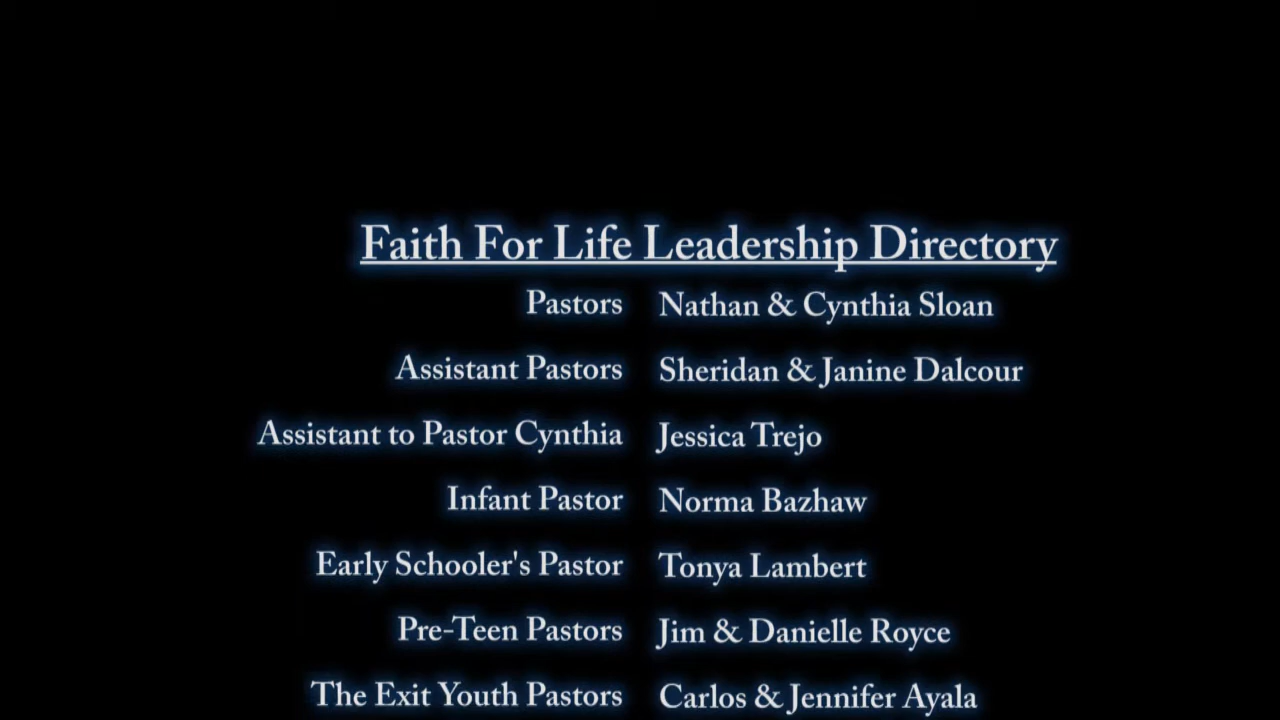 Faith For Life Leadership Directory
Pastors Nathan & Cynthia Sloan
Assistant Pastors Sheridan & Janine Dalcour
Assistant to Pastor Cynthia Jessica Trejo
Infant Pastor Norma Bazhaw
Early Schooler's Pastor Tonya Lambert
Pre-Teen Pastors Jim & Danielle Royce
The Exit Youth Pastors Carlos & Jennifer Ayala